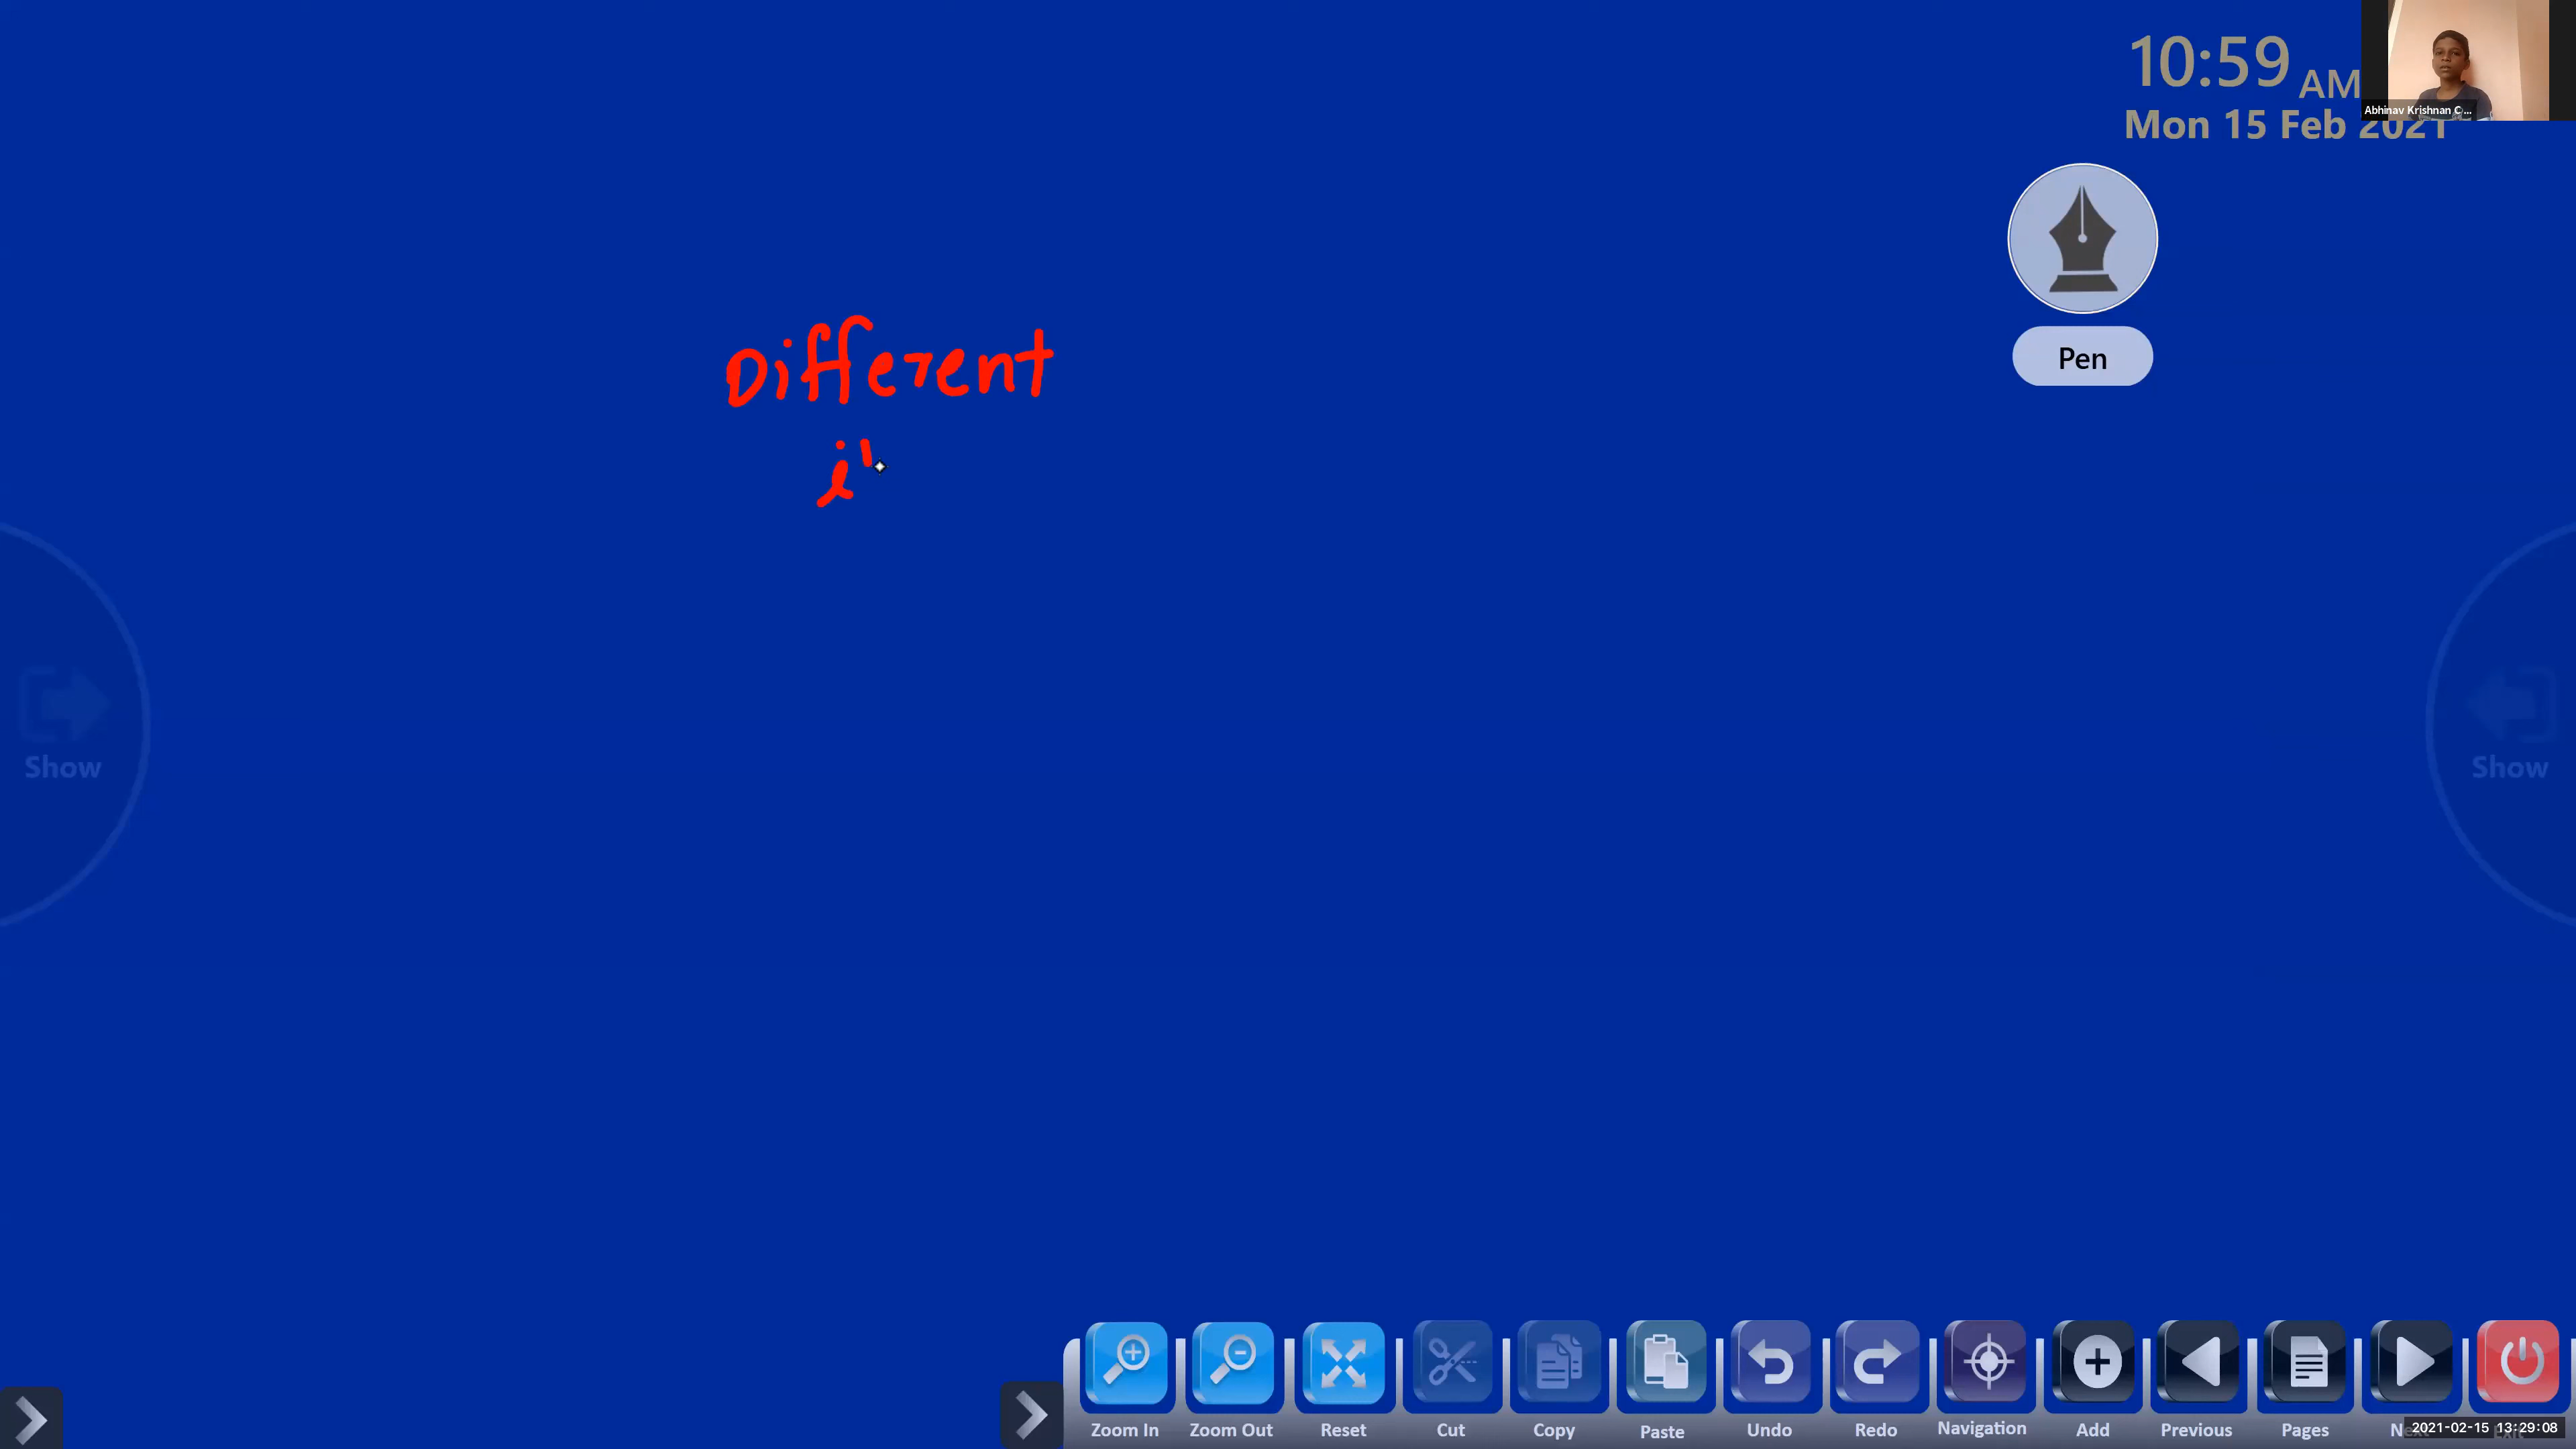 10:59 AM
Abhinav Krishnan C...
Mon 15 Feb 2021
Pen
Different
Show
Show
Zoom In
Zoom Out
Reset
Cut
Copy
Paste
Undo
Redo
Navigation
Add
Previous
Pages
2021-02-15 13:29:08